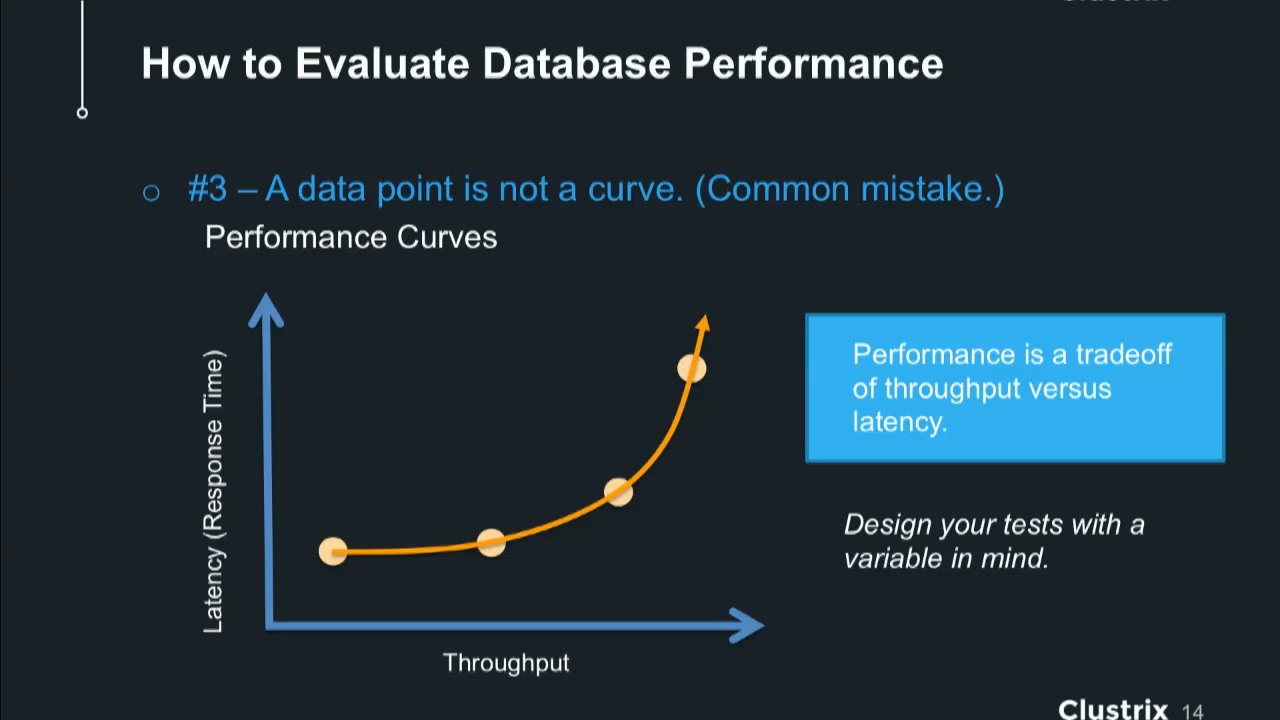 How to Evaluate Database Performance
o #3 – A data point is not a curve. (Common mistake.)
Performance Curves
Latency (Response Time)
Throughput
Performance is a tradeoff
of throughput versus
latency.
Design your tests with a
variable in mind.
Clustrix 14